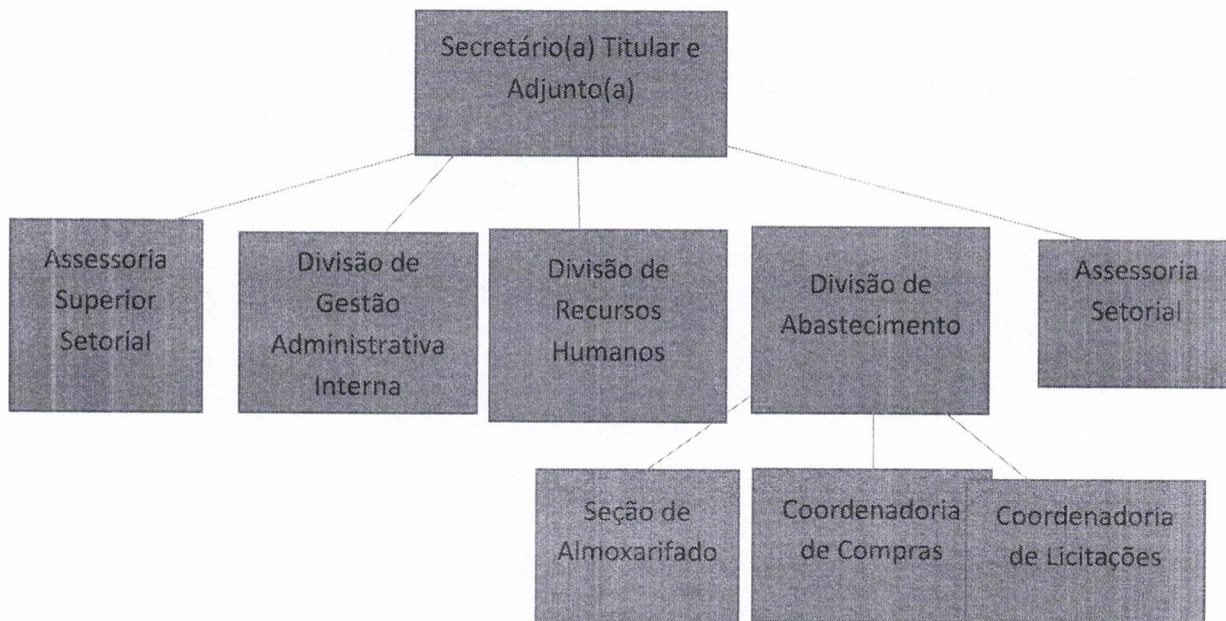 Secretário(a) Titular e
Adjunto(a)
Assessoria
Superior
Setorial
Divisão de
Gestão
Administrativa
Interna
Divisão de
Recursos
Humanos
Divisão de
Abastecimento
Assessoria
Setorial
Seção de
Almoxarifado
Coordenadoria
de Compras
Coordenadoria
de Licitações